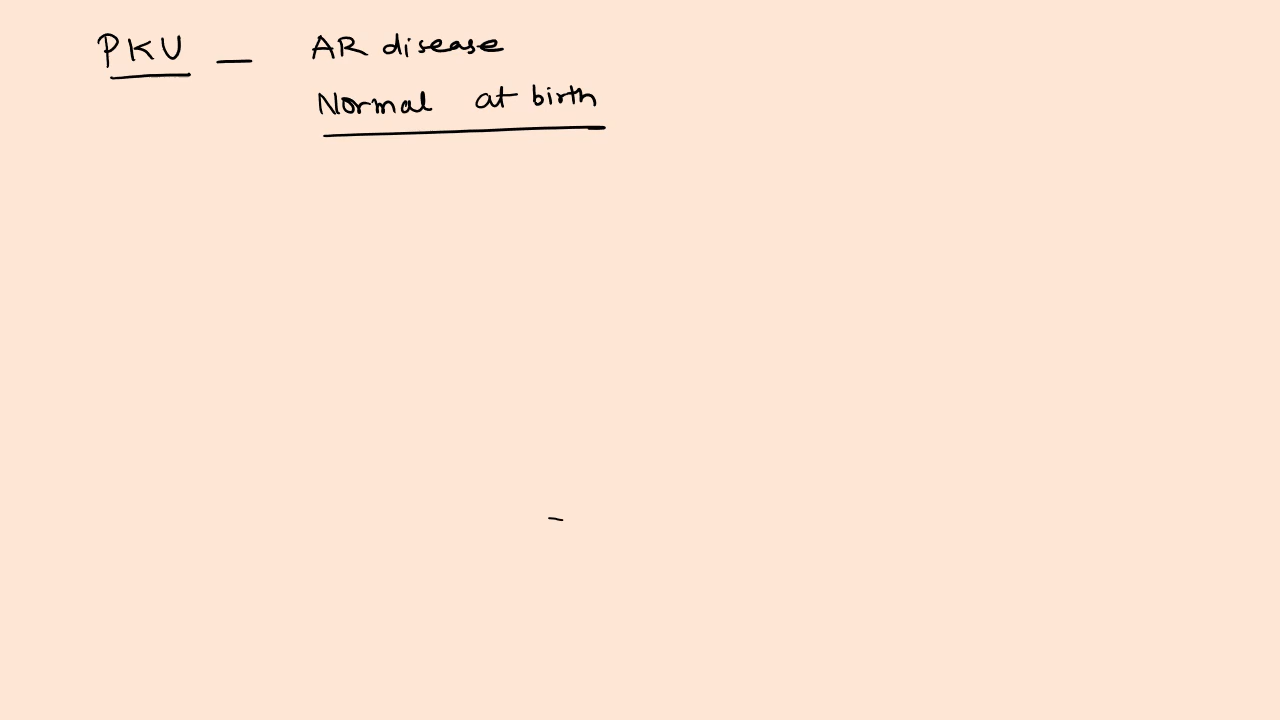 PKU — AR disease
Normal at birth